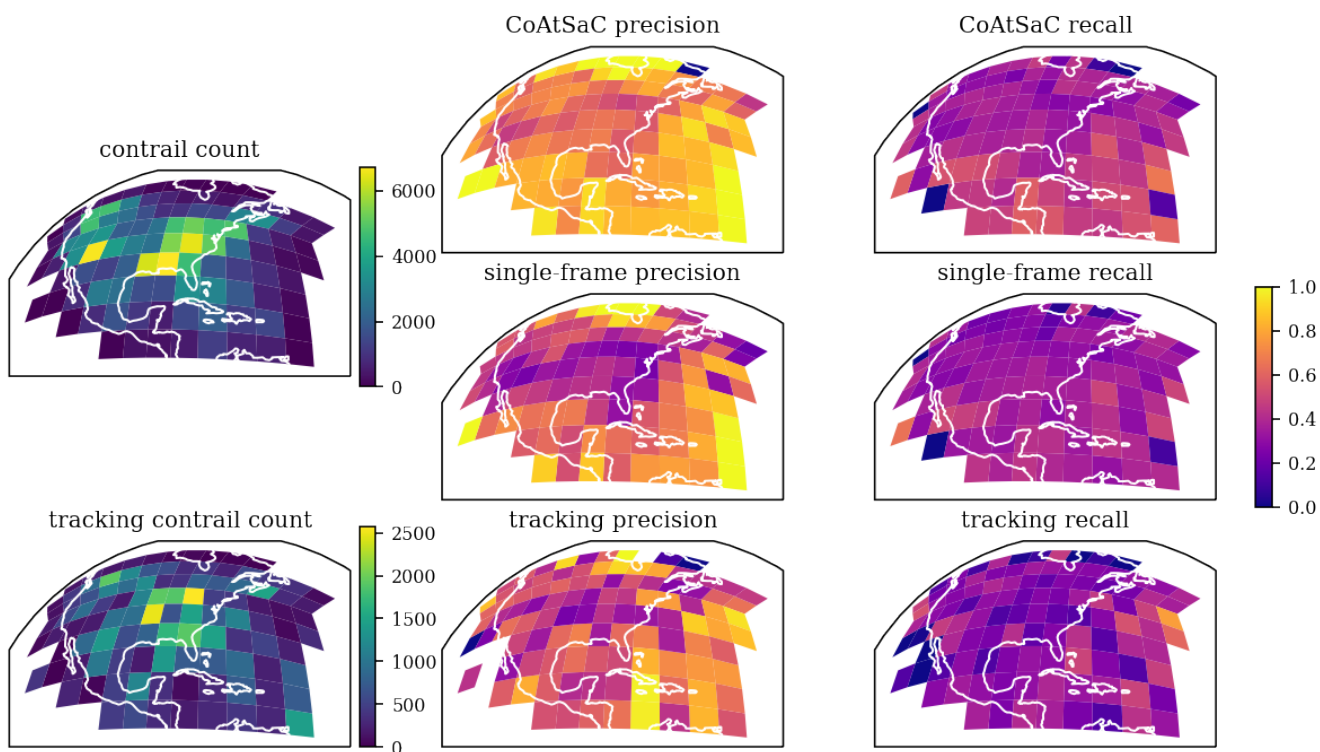 CoAtSaC precision
CoAtSaC recall
contrail count
6000
4000
2000
0
single-frame precision
single-frame recall
1.0
0.8
0.6
0.4
0.2
0.0
tracking contrail count
2500
2000
1500
1000
500
0
tracking precision
tracking recall